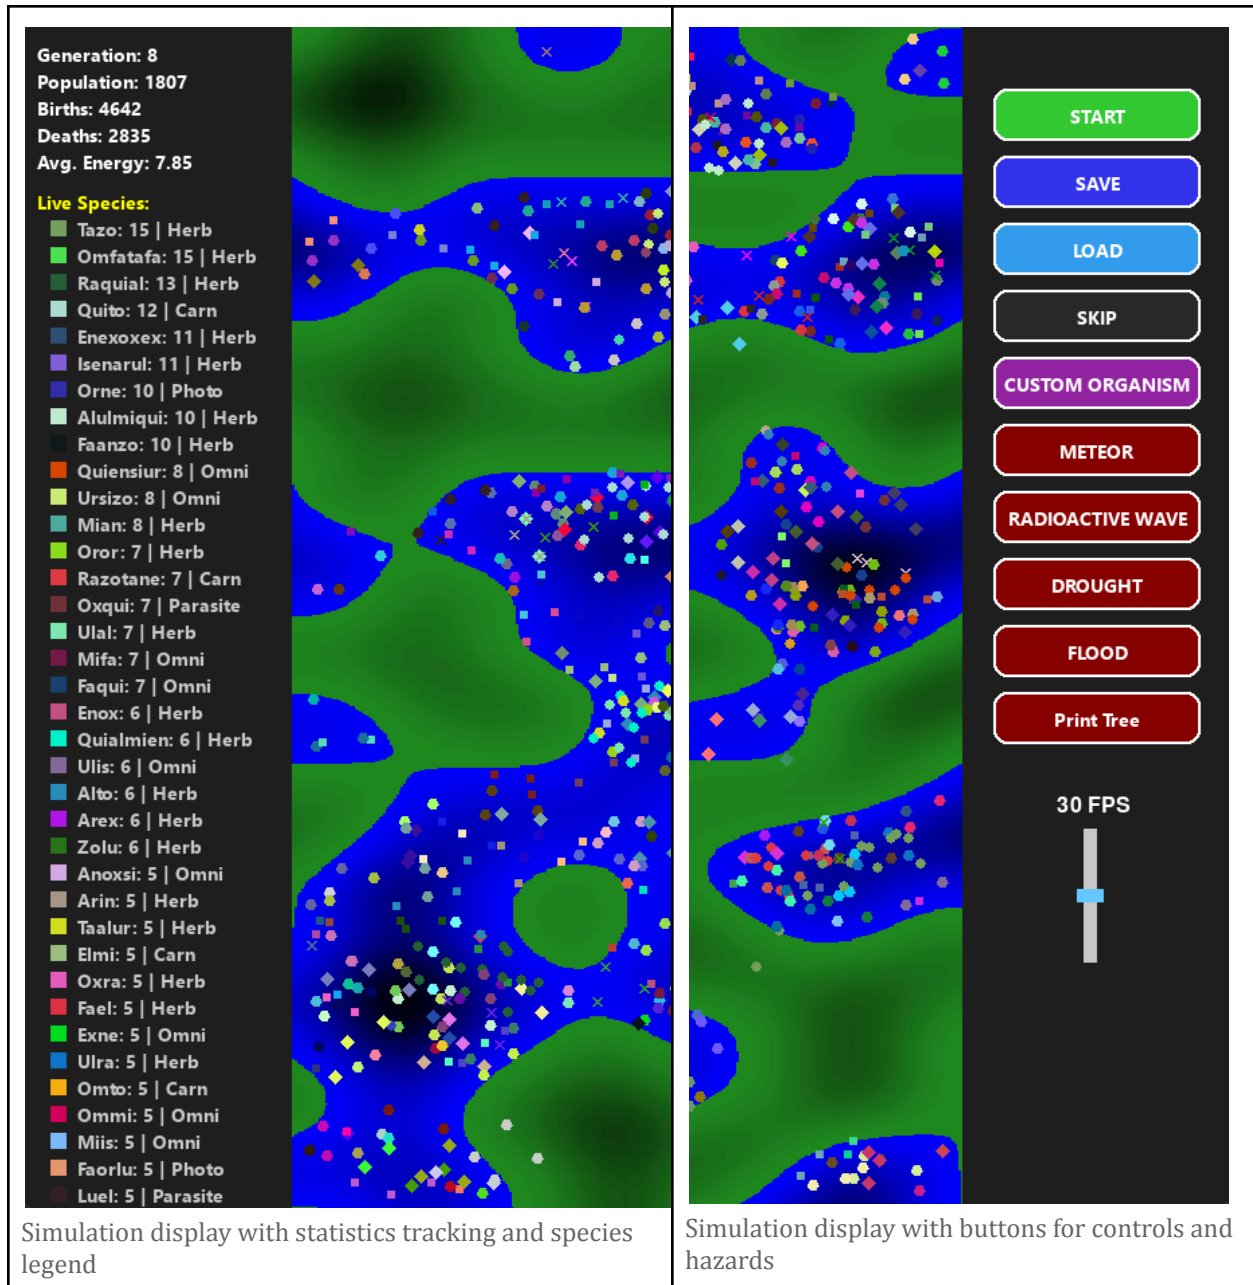 Generation: 8
Population: 1807
Births: 4642
Deaths: 2835
Avg. Energy: 7.85
Live Species:
Tazo: 15 | Herb
Omfatafa: 15 | Herb
Raquial: 13 | Herb
Quito: 12 | Carn
Enexoxex: 11 | Herb
Isenarul: 11 | Herb
Orne: 10 | Photo
Alulmiqui: 10 | Herb
Faanzo: 10 | Herb
Quiensiur: 8 | Omni
Ursizo: 8 | Omni
Mian: 8 | Herb
Oror: 7 | Herb
Razotane: 7 | Carn
Oxqui: 7 | Parasite
Ulal: 7 | Herb
Mifa: 7 | Omni
Faqui: 7 | Omni
Enox: 6 | Herb
Quialmien: 6 | Herb
Ulis: 6 | Omni
Alto: 6 | Herb
Arex: 6 | Herb
Zolu: 6 | Herb
Anoxsi: 5 | Omni
Arin: 5 | Herb
Taalur: 5 | Herb
Elmi: 5 | Carn
Oxra: 5 | Herb
Fael: 5 | Herb
Exne: 5 | Omni
Ulra: 5 | Herb
Omto: 5 | Carn
Ommi: 5 | Omni
Miis: 5 | Omni
Faorlu: 5 | Photo
Luel: 5 | Parasite
Simulation display with statistics tracking and species
legend
START
SAVE
LOAD
SKIP
CUSTOM ORGANISM
METEOR
RADIOACTIVE WAVE
DROUGHT
FLOOD
Print Tree
30 FPS
Simulation display with buttons for controls and
hazards